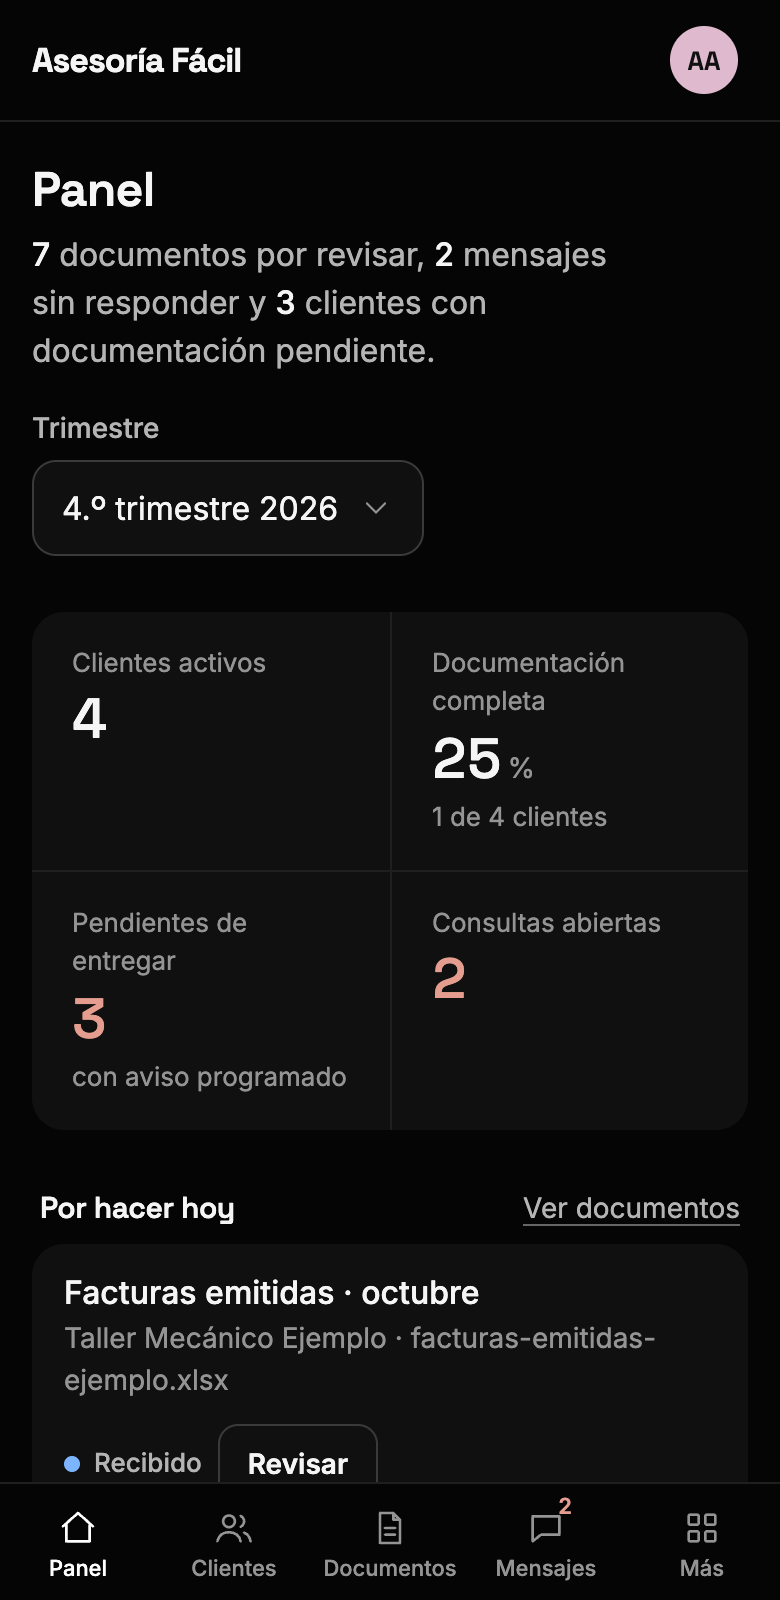 Asesoría Fácil
AA
Panel
7 documentos por revisar, 2 mensajes
sin responder y 3 clientes con
documentación pendiente.
Trimestre
4.º trimestre 2026
Clientes activos
4
Documentación
completa
25 %
1 de 4 clientes
Pendientes de
entregar
3
con aviso programado
Consultas abiertas
2
Por hacer hoy
Ver documentos
Facturas emitidas · octubre
Taller Mecánico Ejemplo · facturas-emitidas-
ejemplo.xlsx
Recibido
Revisar
Panel
Clientes
Documentos
2
Mensajes
Más